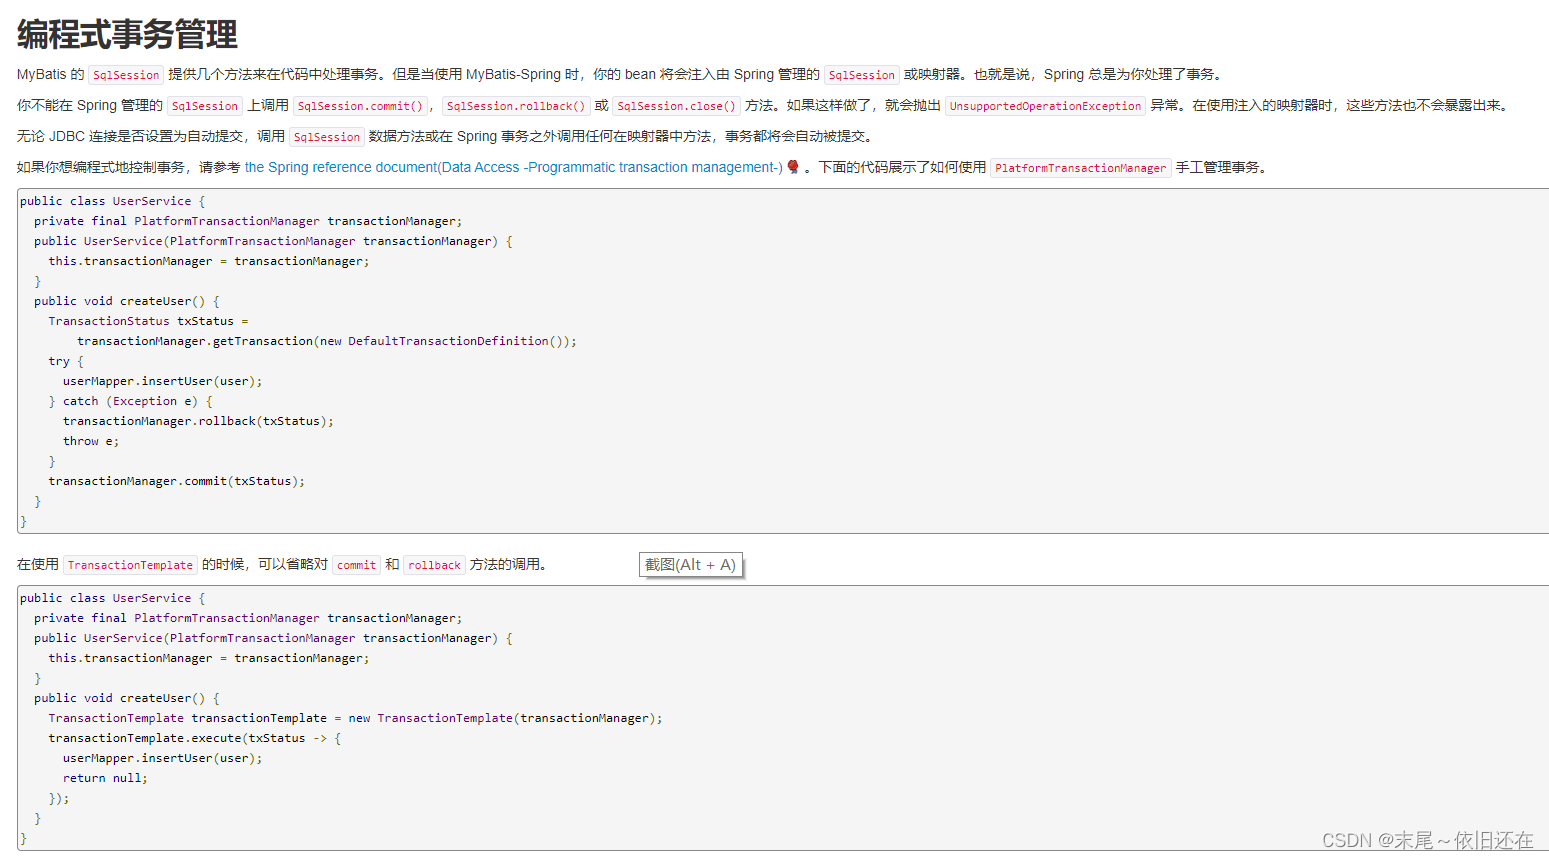 编程式事务管理
MyBatis 的 SqlSession 提供几个方法来在代码中处理事务。但是当使用 MyBatis-Spring 时，你的 bean 将会注入由 Spring 管理的 SqlSession 或映射器。也就是说，Spring 总是为你处理了事务。
你不能在 Spring 管理的 SqlSession 上调用 SqlSession.commit()，SqlSession.rollback() 或 SqlSession.close() 方法。如果这样做了，就会抛出 UnsupportedOperationException 异常。在使用注入的映射器时，这些方法也不会暴露出来。
无论 JDBC 连接是否设置为自动提交，调用 SqlSession 数据方法或在 Spring 事务之外调用任何在映射器中方法，事务都将会自动被提交。
如果你想编程式地控制事务，请参考 the Spring reference document(Data Access -Programmatic transaction management-) 。下面的代码展示了如何使用 PlatformTransactionManager 手工管理事务。
public class UserService {
  private final PlatformTransactionManager transactionManager;
  public UserService(PlatformTransactionManager transactionManager) {
    this.transactionManager = transactionManager;
  }
  public void createUser() {
    TransactionStatus txStatus =
        transactionManager.getTransaction(new DefaultTransactionDefinition());
    try {
      userMapper.insertUser(user);
    } catch (Exception e) {
      transactionManager.rollback(txStatus);
      throw e;
    }
    transactionManager.commit(txStatus);
  }
}
在使用 TransactionTemplate 的时候，可以省略对 commit 和 rollback 方法的调用。
截图(Alt + A)
public class UserService {
  private final PlatformTransactionManager transactionManager;
  public UserService(PlatformTransactionManager transactionManager) {
    this.transactionManager = transactionManager;
  }
  public void createUser() {
    TransactionTemplate transactionTemplate = new TransactionTemplate(transactionManager);
    transactionTemplate.execute(txStatus -> {
      userMapper.insertUser(user);
      return null;
    });
  }
}
CSDN @末尾～依旧还在